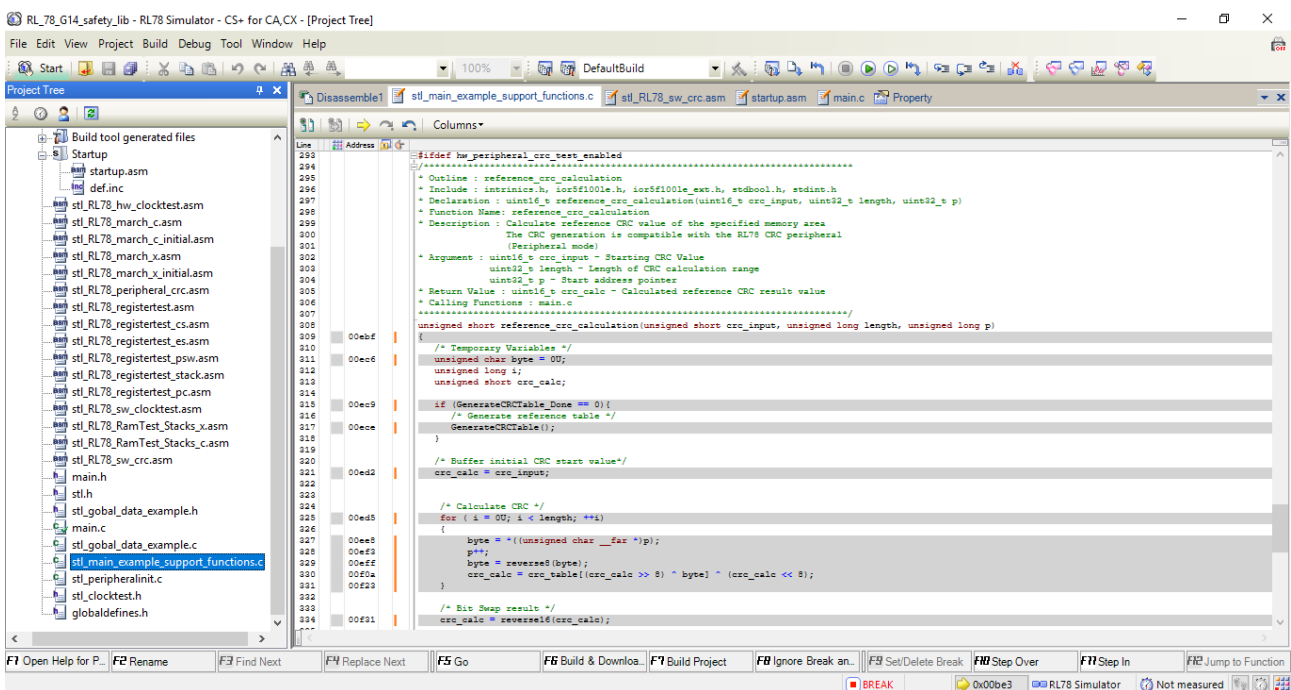 RL_78_G14_safety_lib - RL78 Simulator - CS+ for CA,CX - [Project Tree]
File Edit View Project Build Debug Tool Window Help
Start 100% DefaultBuild
Project Tree
Disassemble1 stl_main_example_support_functions.c stl_RL78_sw_crc.asm startup.asm main.c Property
Columns
Build tool generated files
Startup
startup.asm
def.inc
stl_RL78_hw_clocktest.asm
stl_RL78_march_c.asm
stl_RL78_march_c_initial.asm
stl_RL78_march_x.asm
stl_RL78_march_x_initial.asm
stl_RL78_peripheral_crc.asm
stl_RL78_registertest.asm
stl_RL78_registertest_cs.asm
stl_RL78_registertest_es.asm
stl_RL78_registertest_psw.asm
stl_RL78_registertest_stack.asm
stl_RL78_registertest_pc.asm
stl_RL78_sw_clocktest.asm
stl_RL78_RamTest_Stacks_x.asm
stl_RL78_RamTest_Stacks_c.asm
stl_RL78_sw_crc.asm
main.h
stl.h
stl_gobal_data_example.h
main.c
stl_gobal_data_example.c
stl_main_example_support_functions.c
stl_peripheralinit.c
stl_clocktest.h
globaldefines.h
Line Address
293 #ifdef hw_peripheral_crc_test_enabled
294 /******************************************************************************
295 * Outline : reference_crc_calculation
296 * Include : intrinics.h, ior5f100le.h, ior5f100le_ext.h, stdbool.h, stdint.h
297 * Declaration : uint16_t reference_crc_calculation(uint16_t crc_input, uint32_t length, uint32_t p)
298 * Function Name: reference_crc_calculation
299 * Description : Calculate reference CRC value of the specified memory area
300 The CRC generation is compatible with the RL78 CRC peripheral
301 (Peripheral mode)
302 * Argument : uint16_t crc_input - Starting CRC Value
303 uint32_t length - Length of CRC calculation range
304 uint32_t p - Start address pointer
305 * Return Value : uint16_t crc_calc - Calculated reference CRC result value
306 * Calling Functions : main.c
307 ******************************************************************************/
308 unsigned short reference_crc_calculation(unsigned short crc_input, unsigned long length, unsigned long p)
309 00ebf {
310 /* Temporary Variables */
311 00ec6 unsigned char byte = 0U;
312 unsigned long i;
313 unsigned short crc_calc;
314
315 00ec9 if (GenerateCRCTable_Done == 0){
316 /* Generate reference table */
317 00ece GenerateCRCTable();
318 }
319
320 /* Buffer initial CRC start value*/
321 00ed2 crc_calc = crc_input;
322
323
324 /* Calculate CRC */
325 00ed5 for ( i = 0U; i < length; ++i)
326 {
327 00ee8 byte = *((unsigned char __far *)p);
328 00ef3 p++;
329 00eff byte = reverse8(byte);
330 00f0a crc_calc = crc_table[(crc_calc >> 8) ^ byte] ^ (crc_calc << 8);
331 00f23 }
332
333 /* Bit Swap result */
334 00f31 crc_calc = reverse16(crc_calc);
F1 Open Help for P... F2 Rename F3 Find Next F4 Replace Next F5 Go F6 Build & Downloa... F7 Build Project F8 Ignore Break an... F9 Set/Delete Break F10 Step Over F11 Step In F12 Jump to Function
BREAK 0x00be3 RL78 Simulator Not measured